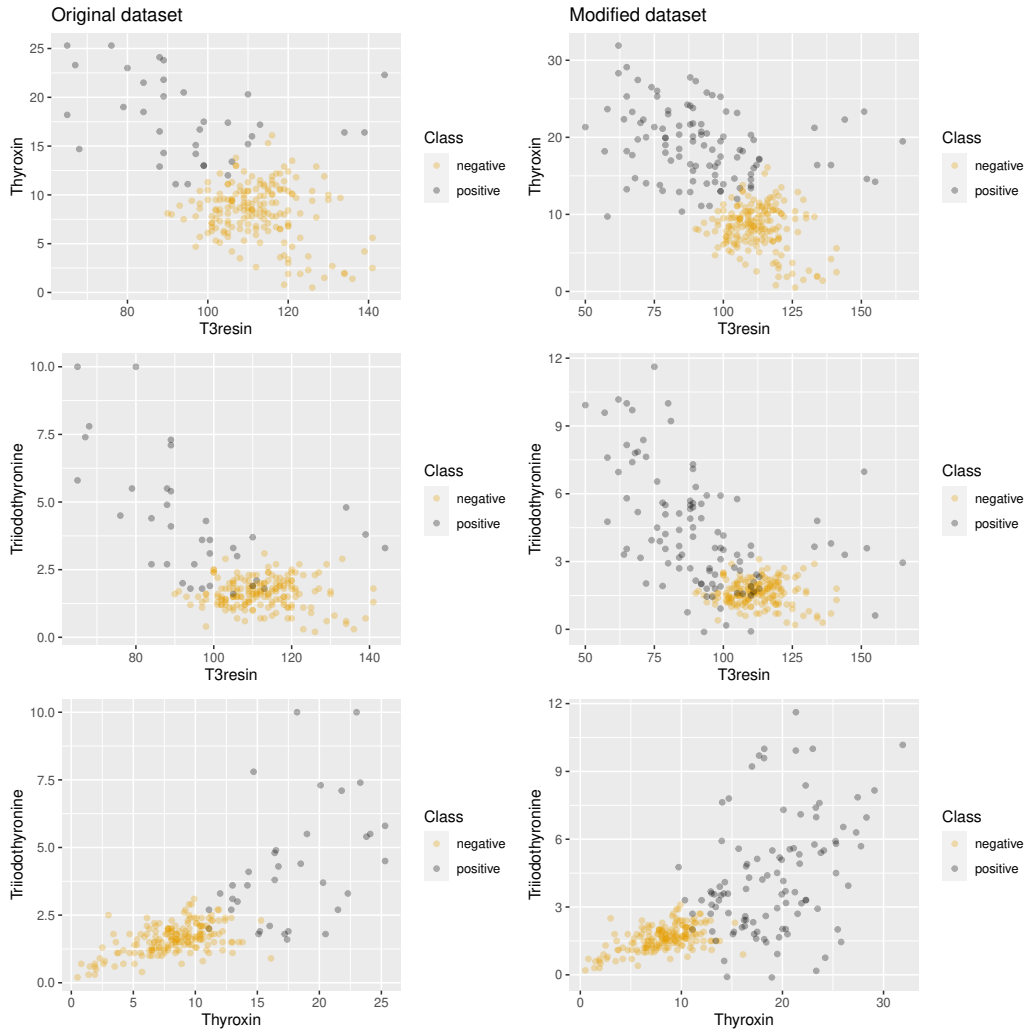 Original dataset
25
20
15
10
5
0
Thyroxin
80
100
120
140
T3resin
Class
negative
positive
Modified dataset
30
20
10
0
Thyroxin
50
75
100
125
150
T3resin
Class
negative
positive
10.0
7.5
5.0
2.5
0.0
Triiodothyronine
80
100
120
140
T3resin
Class
negative
positive
12
9
6
3
0
Triiodothyronine
50
75
100
125
150
T3resin
Class
negative
positive
10.0
7.5
5.0
2.5
0.0
Triiodothyronine
0
5
10
15
20
25
Thyroxin
Class
negative
positive
12
9
6
3
0
Triiodothyronine
0
10
20
30
Thyroxin
Class
negative
positive